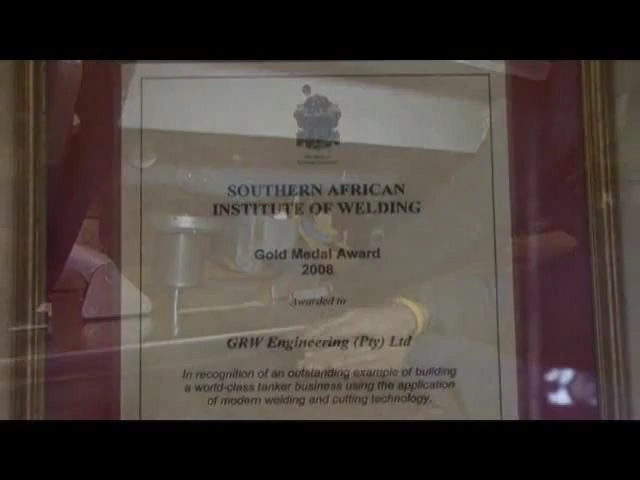 SOUTHERN AFRICAN
INSTITUTE OF WELDING
Gold Medal Award
2008
Awarded to
GRW Engineering (Pty) Ltd
In recognition of an outstanding example of building
a world-class tanker business using the application
of modern welding and cutting technology.